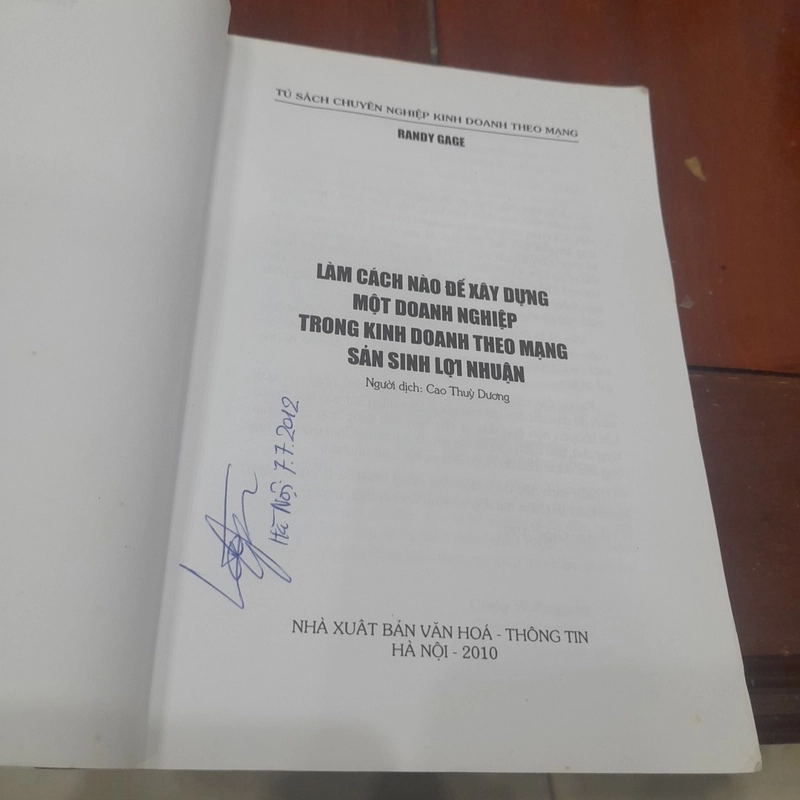 TỦ SÁCH CHUYÊN NGHIỆP KINH DOANH THEO MẠNG
RANDY GAGE
LÀM CÁCH NÀO ĐỂ XÂY DỰNG
MỘT DOANH NGHIỆP
TRONG KINH DOANH THEO MẠNG
SẢN SINH LỢI NHUẬN
Người dịch: Cao Thuỳ Dương
Hà Nội, 7.7.2012
NHÀ XUẤT BẢN VĂN HOÁ - THÔNG TIN
HÀ NỘI - 2010